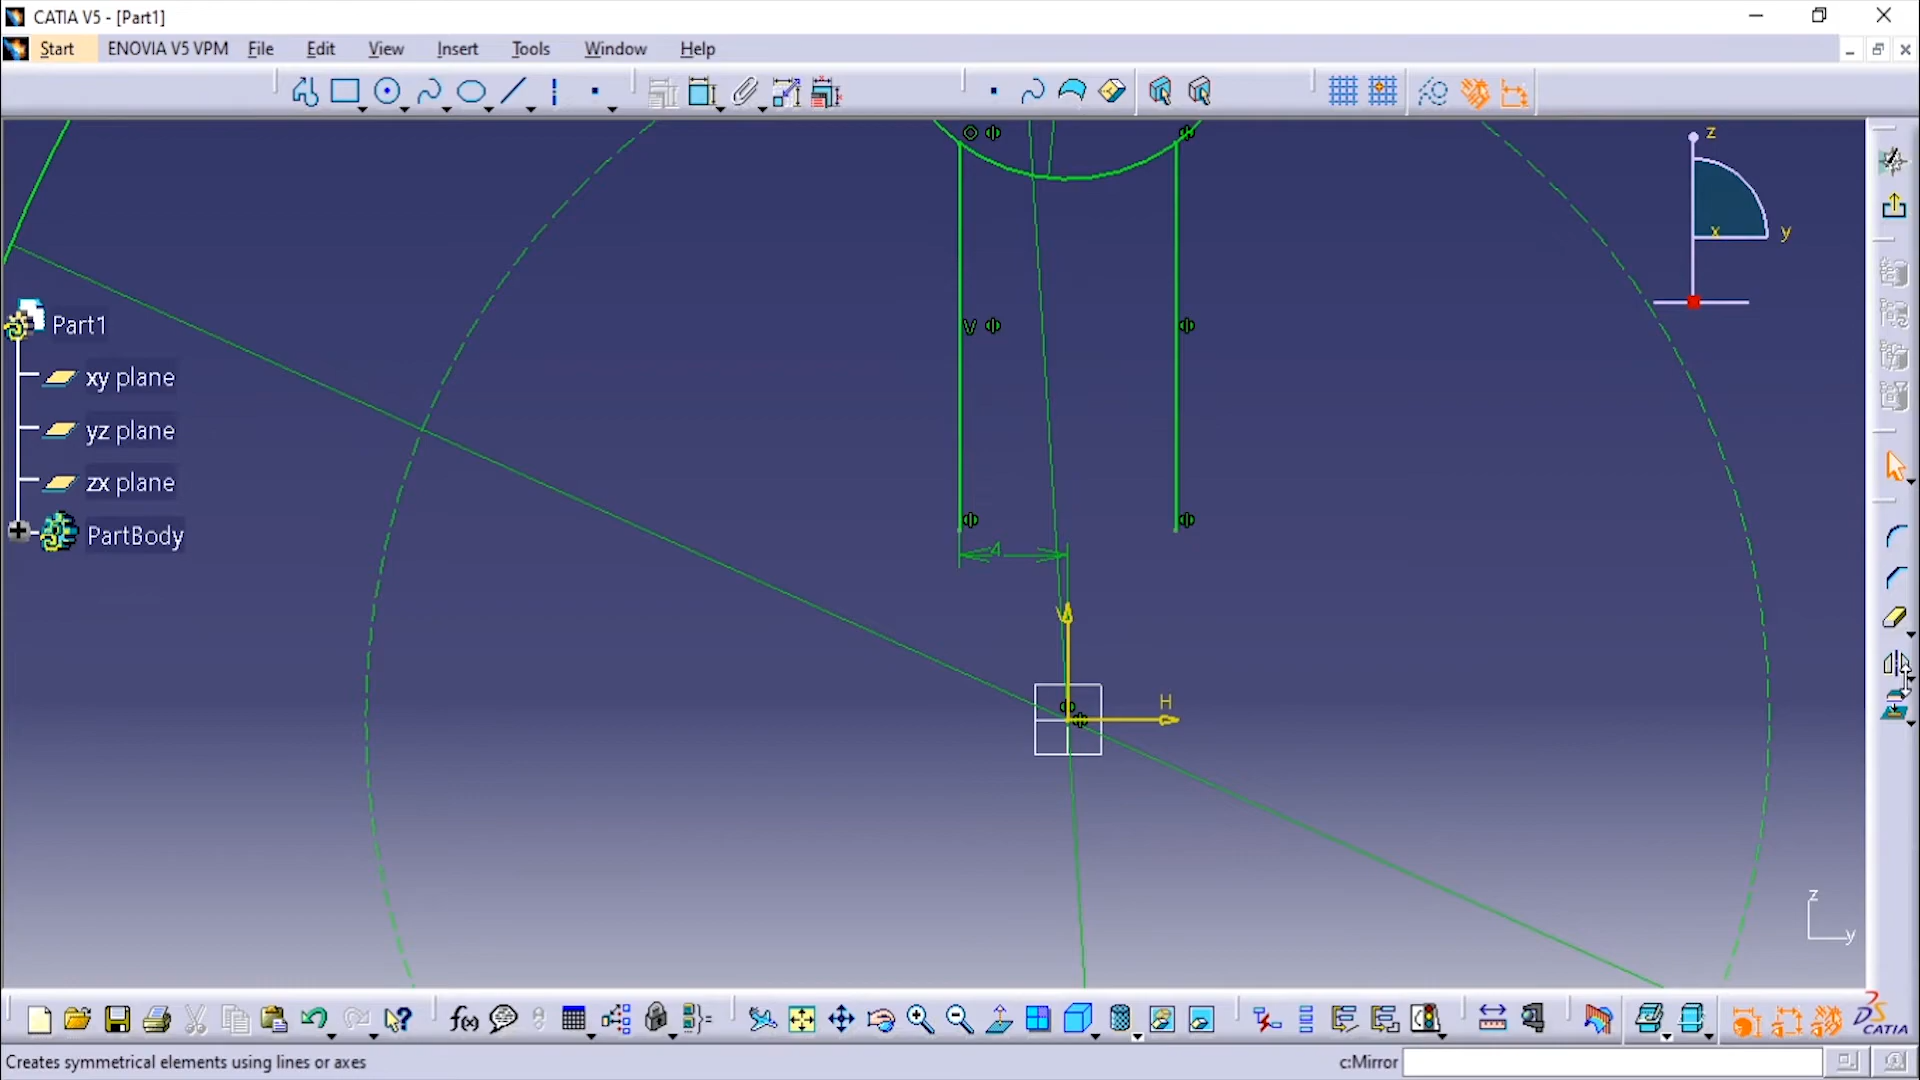 CATIA V5 - [Part1]
Start ENOVIA V5 VPM File Edit View Insert Tools Window Help
z
x y
Part1
xy plane
yz plane
zx plane
PartBody
V
4
V
H
z
y
f(x)
CATIA
Creates symmetrical elements using lines or axes
c:Mirror